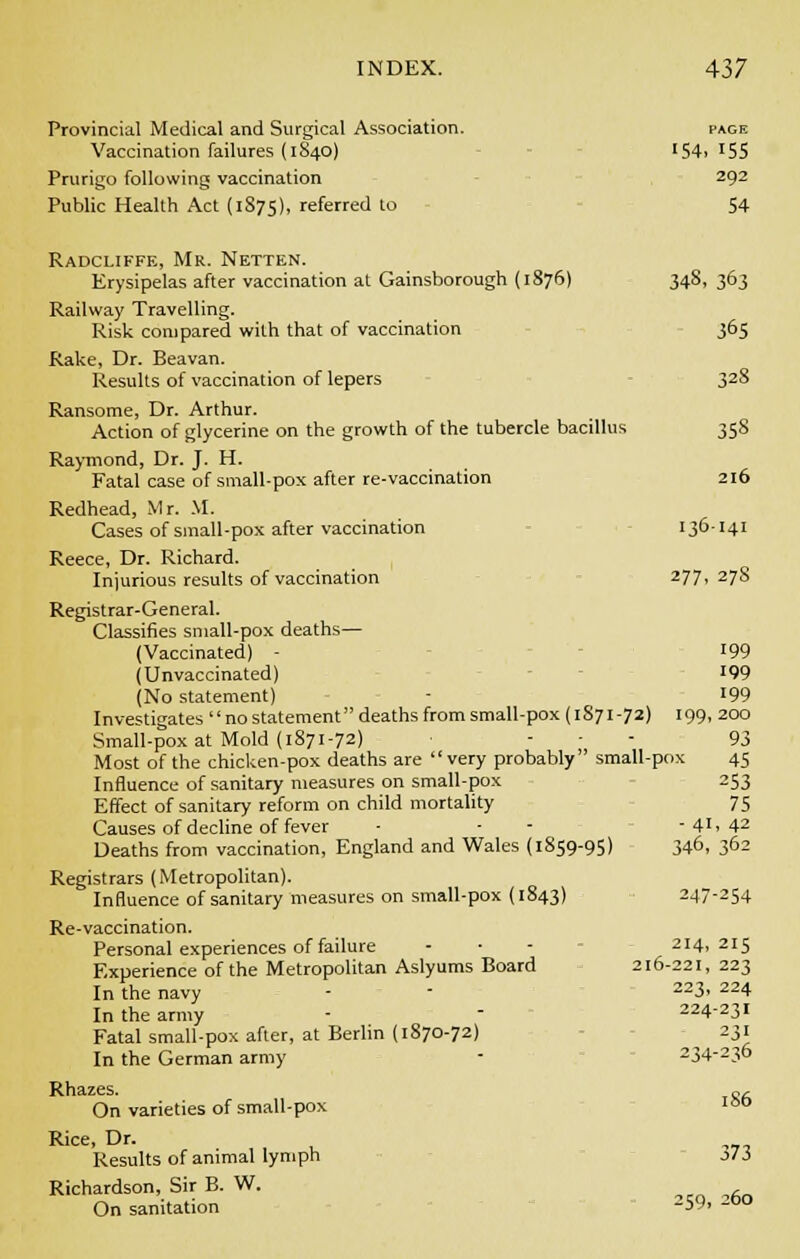 INDEX. 437
Provincial Medical and Surgical Association. PAGE
Vaccination failures (1840) - - 154, 155
Prurigo following vaccination - - 292
Public Health Act (1875), referred to - - 54
RADCLIFFE, MR. NETTEN.
Erysipelas after vaccination at Gainsborough (1876) 348, 363
Railway Travelling.
Risk compared with that of vaccination - - 365
Rake, Dr. Beavan.
Results of vaccination of lepers - - 328
Ransome, Dr. Arthur.
Action of glycerine on the growth of the tubercle bacillus 358
Raymond, Dr. J. H.
Fatal case of small-pox after re-vaccination 216
Redhead, Mr. M.
Cases of small-pox after vaccination - - 136-141
Reece, Dr. Richard.
Injurious results of vaccination - 277, 278
Registrar-General.
Classifies small-pox deaths—
(Vaccinated) - - - - 199
(Unvaccinated) - - - 199
(No statement) - - 199
Investigates "no statement" deaths from small-pox (1871-72) 199, 200
Small-pox at Mold (1871-72) - - - - 93
Most of the chicken-pox deaths are "very probably" small-pox 45
Influence of sanitary measures on small-pox - - 253
Effect of sanitary reform on child mortality - 75
Causes of decline of fever - - - - 41, 42
Deaths from vaccination, England and Wales (1859-95) - 346, 362
Registrars (Metropolitan).
Influence of sanitary measures on small-pox (1843) - 247-254
Re-vaccination.
Personal experiences of failure - - - - 214, 215
Experience of the Metropolitan Aslyums Board - 216-221, 223
In the navy - - - 223, 224
In the army - - - 224-231
Fatal small-pox after, at Berlin (1870-72) - - 231
In the German army - - - 234-236
Rhazes.
On varieties of small-pox 186
Rice, Dr.
Results of animal lymph - - 373
Richardson, Sir B. W.
On sanitation - - - 259, 260